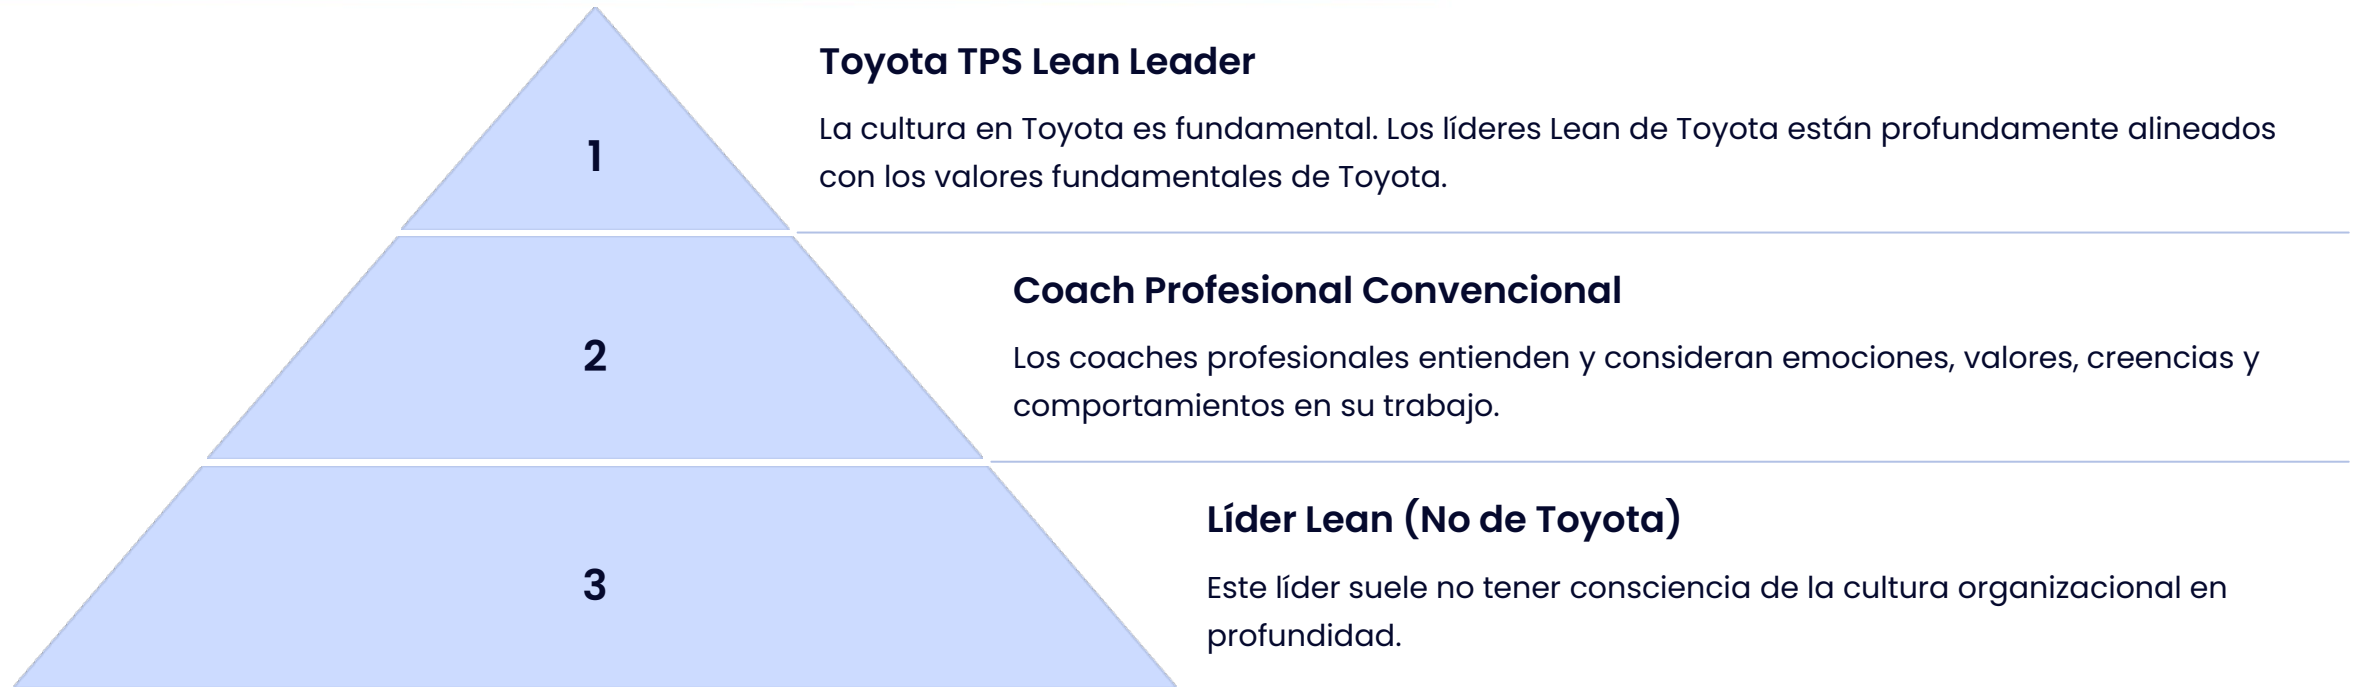 1
Toyota TPS Lean Leader
La cultura en Toyota es fundamental. Los líderes Lean de Toyota están profundamente alineados
con los valores fundamentales de Toyota.
2
Coach Profesional Convencional
Los coaches profesionales entienden y consideran emociones, valores, creencias y
comportamientos en su trabajo.
3
Líder Lean (No de Toyota)
Este líder suele no tener consciencia de la cultura organizacional en
profundidad.